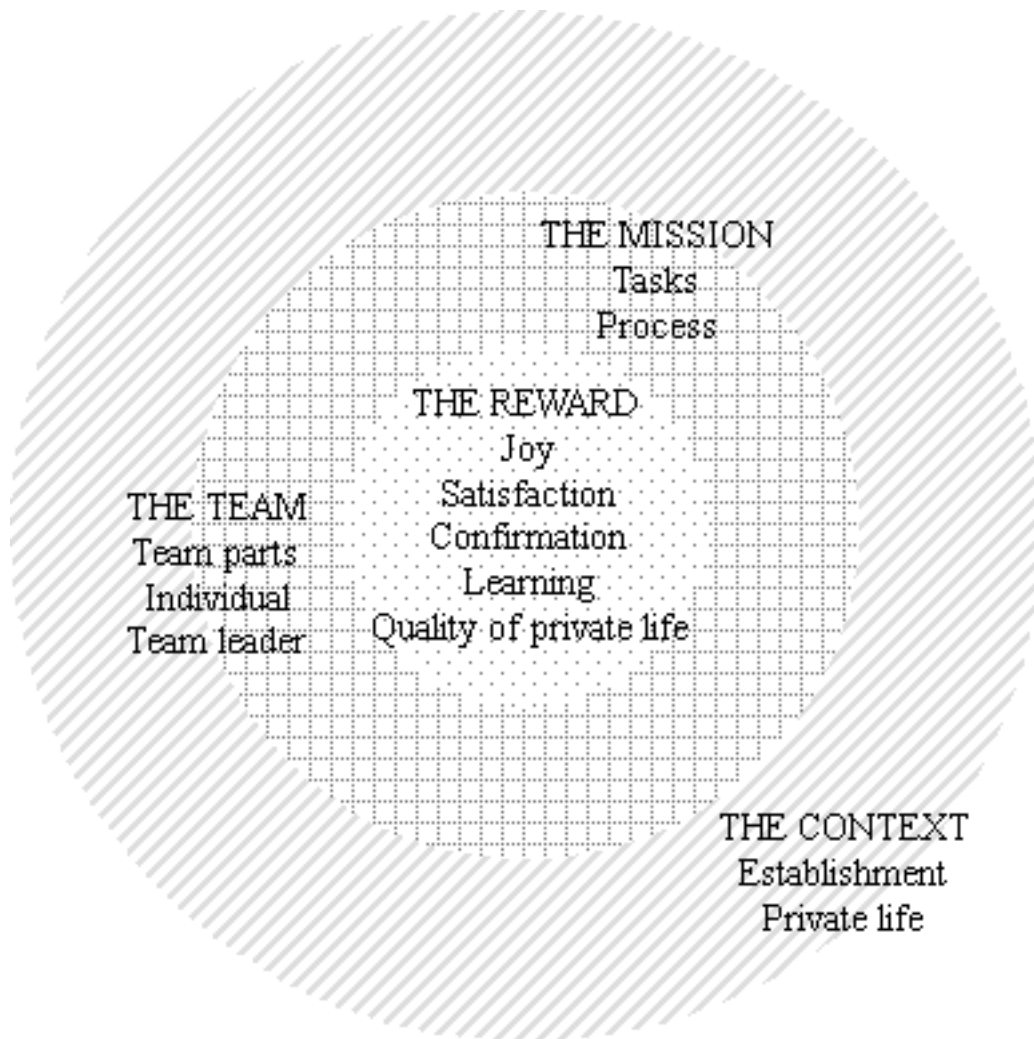 THE MISSION
Tasks
Process
THE REWARD
Joy
Satisfaction
Confirmation
Learning
Quality of private life
THE TEAM
Team parts
Individual
Team leader
THE CONTEXT
Establishment
Private life